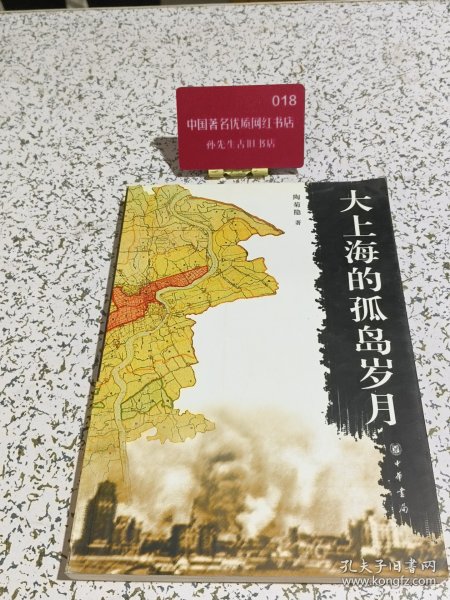 018
中国著名优质网红书店
孙先生古旧书店
大上海的孤岛岁月
陶菊隐 著
中华书局
孔夫子旧书网
www.kongfz.com